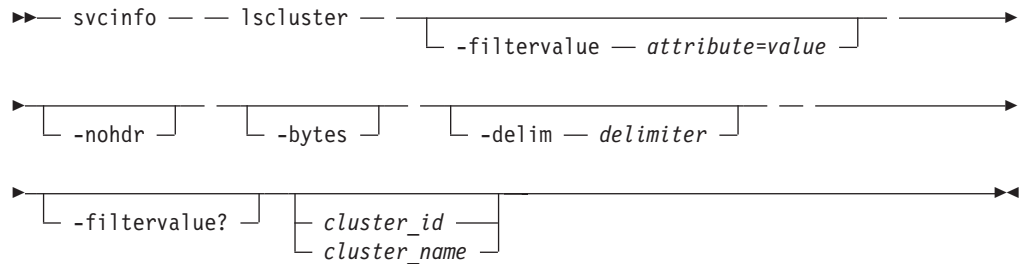 svcinfo lscluster
-filtervalue attribute=value
-nohdr -bytes -delim delimiter
-filtervalue? cluster_id
cluster_name